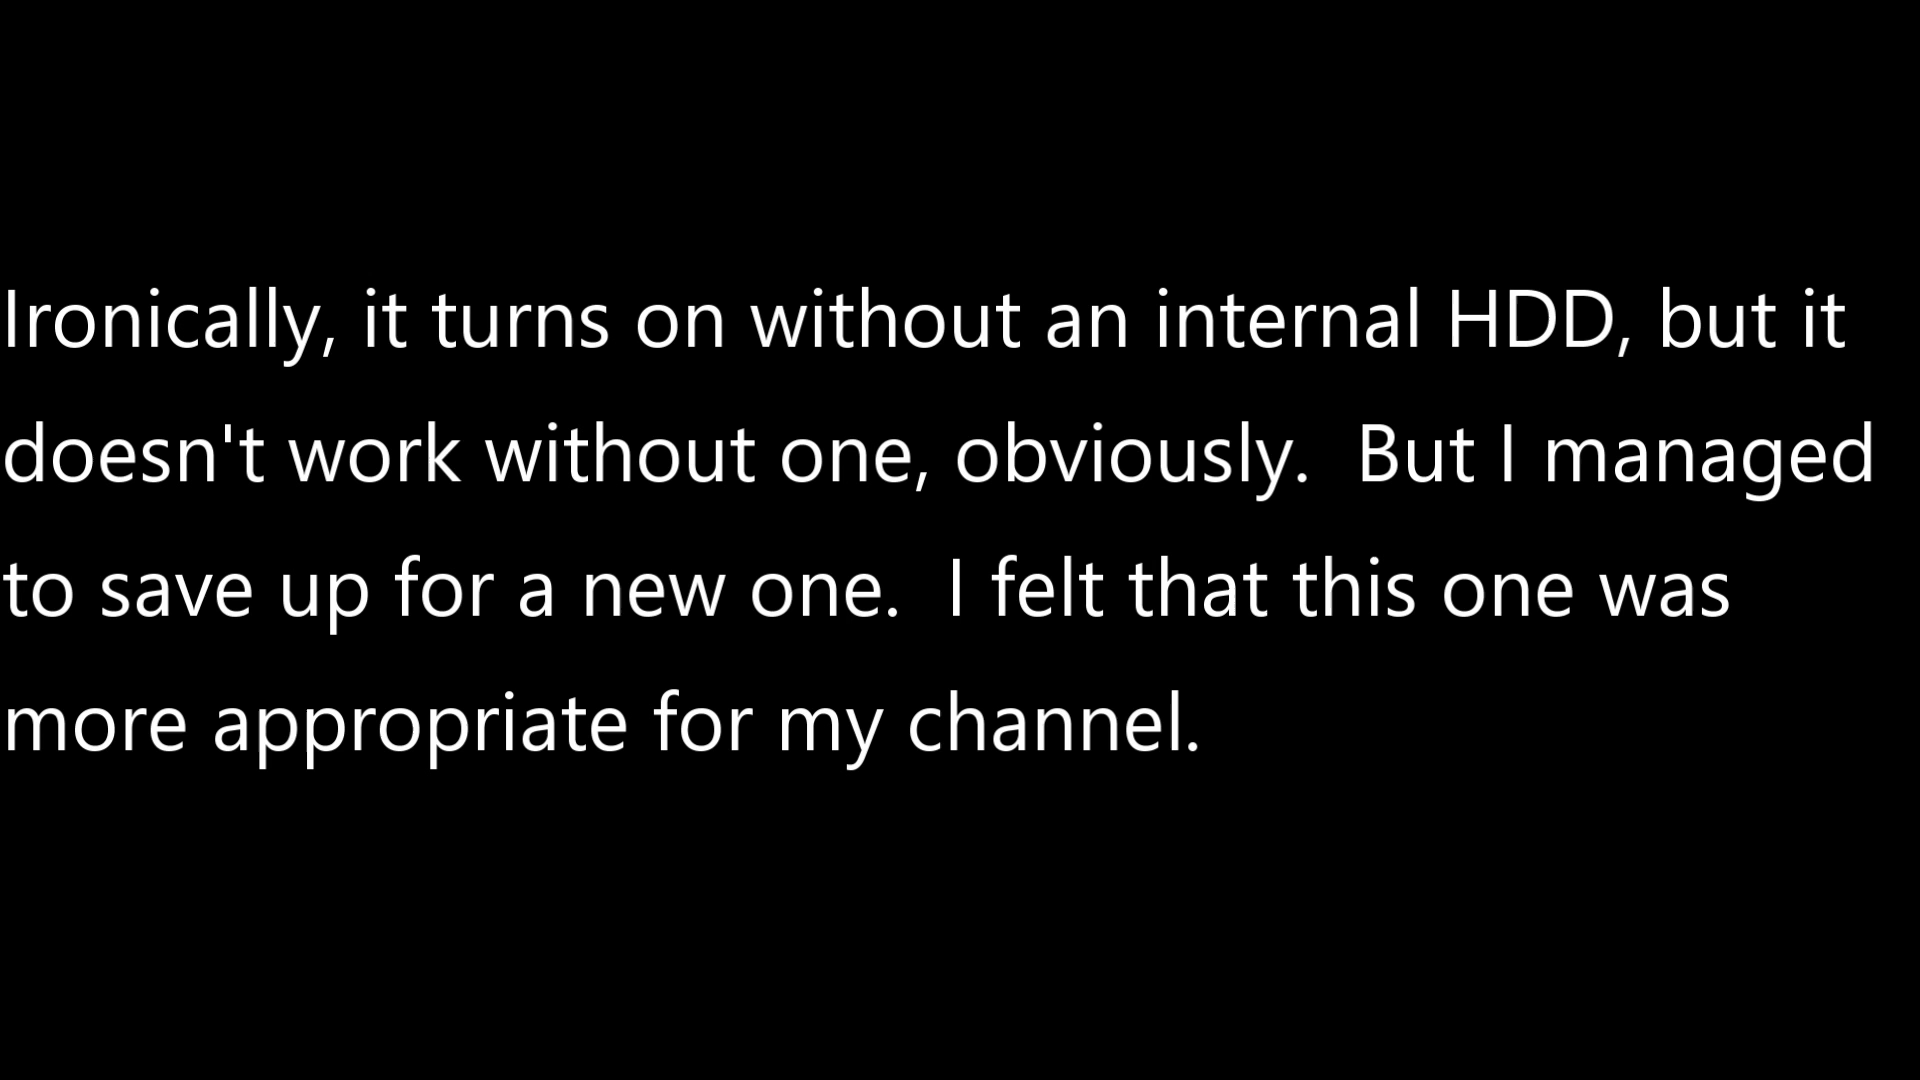 Ironically, it turns on without an internal HDD, but it
doesn't work without one, obviously.  But I managed
to save up for a new one.  I felt that this one was
more appropriate for my channel.